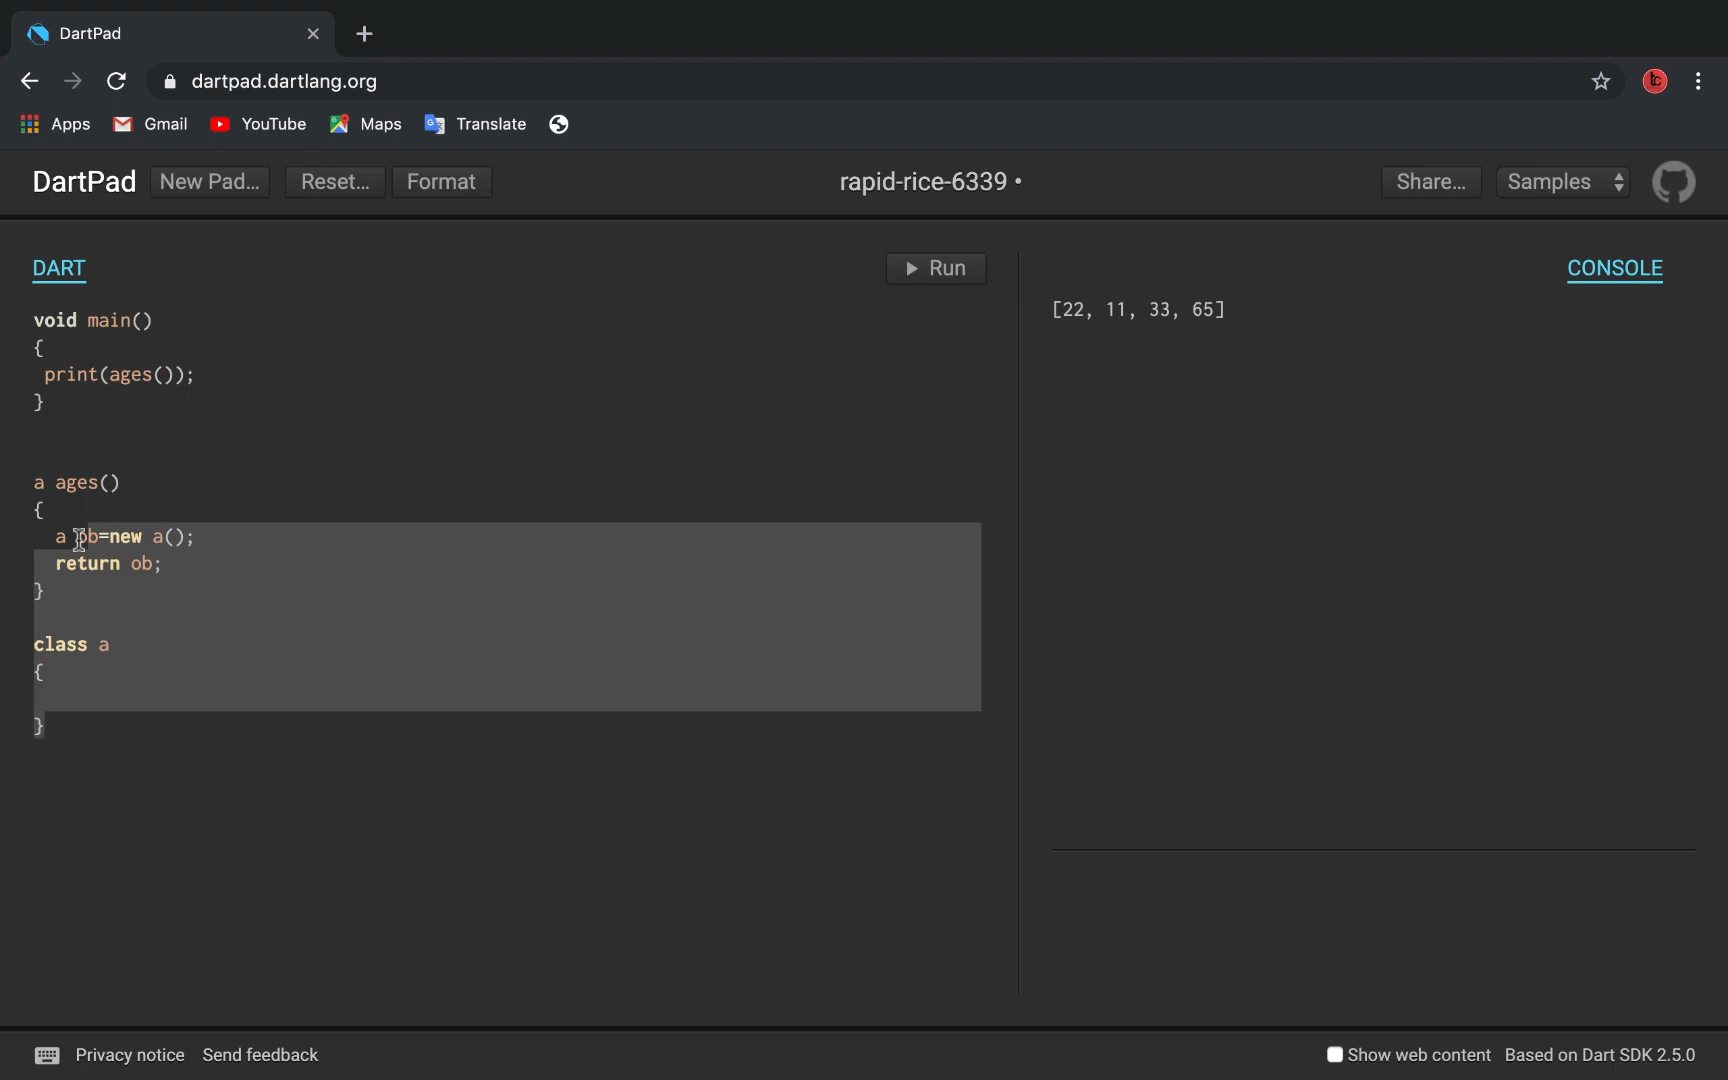 DartPad
dartpad.dartlang.org
Apps Gmail YouTube Maps Translate
DartPad New Pad... Reset... Format rapid-rice-6339 • Share... Samples
DART Run CONSOLE
void main()
{
print(ages());
}
a ages()
{
a ob=new a();
return ob;
}
class a
{
}
[22, 11, 33, 65]
Privacy notice Send feedback Show web content Based on Dart SDK 2.5.0